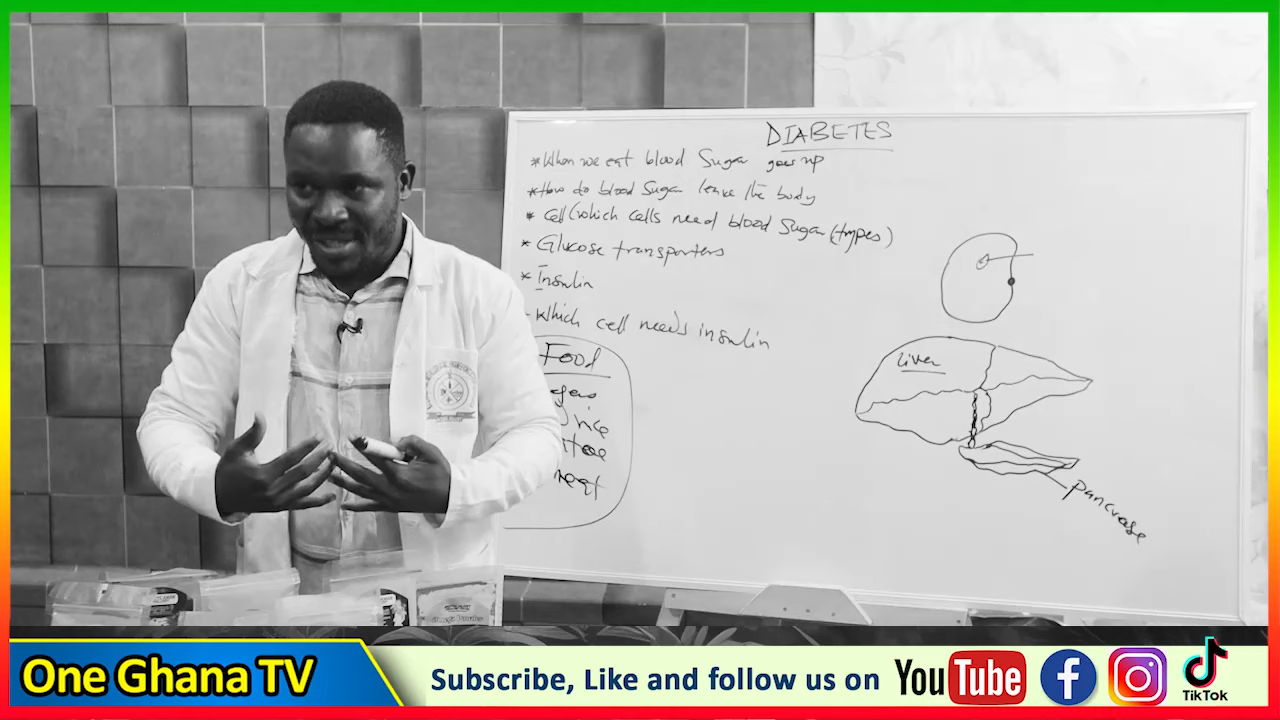 DIABETES
*When we eat blood Sugar goes up
*How do blood Sugar leave the body
* Cell (which cells need blood Sugar (types)
* Glucose transporters
* Insulin
- Which cell needs insulin
Food
rice
meat
liver
pancrase
One Ghana TV
Subscribe, Like and follow us on YouTube
TikTok